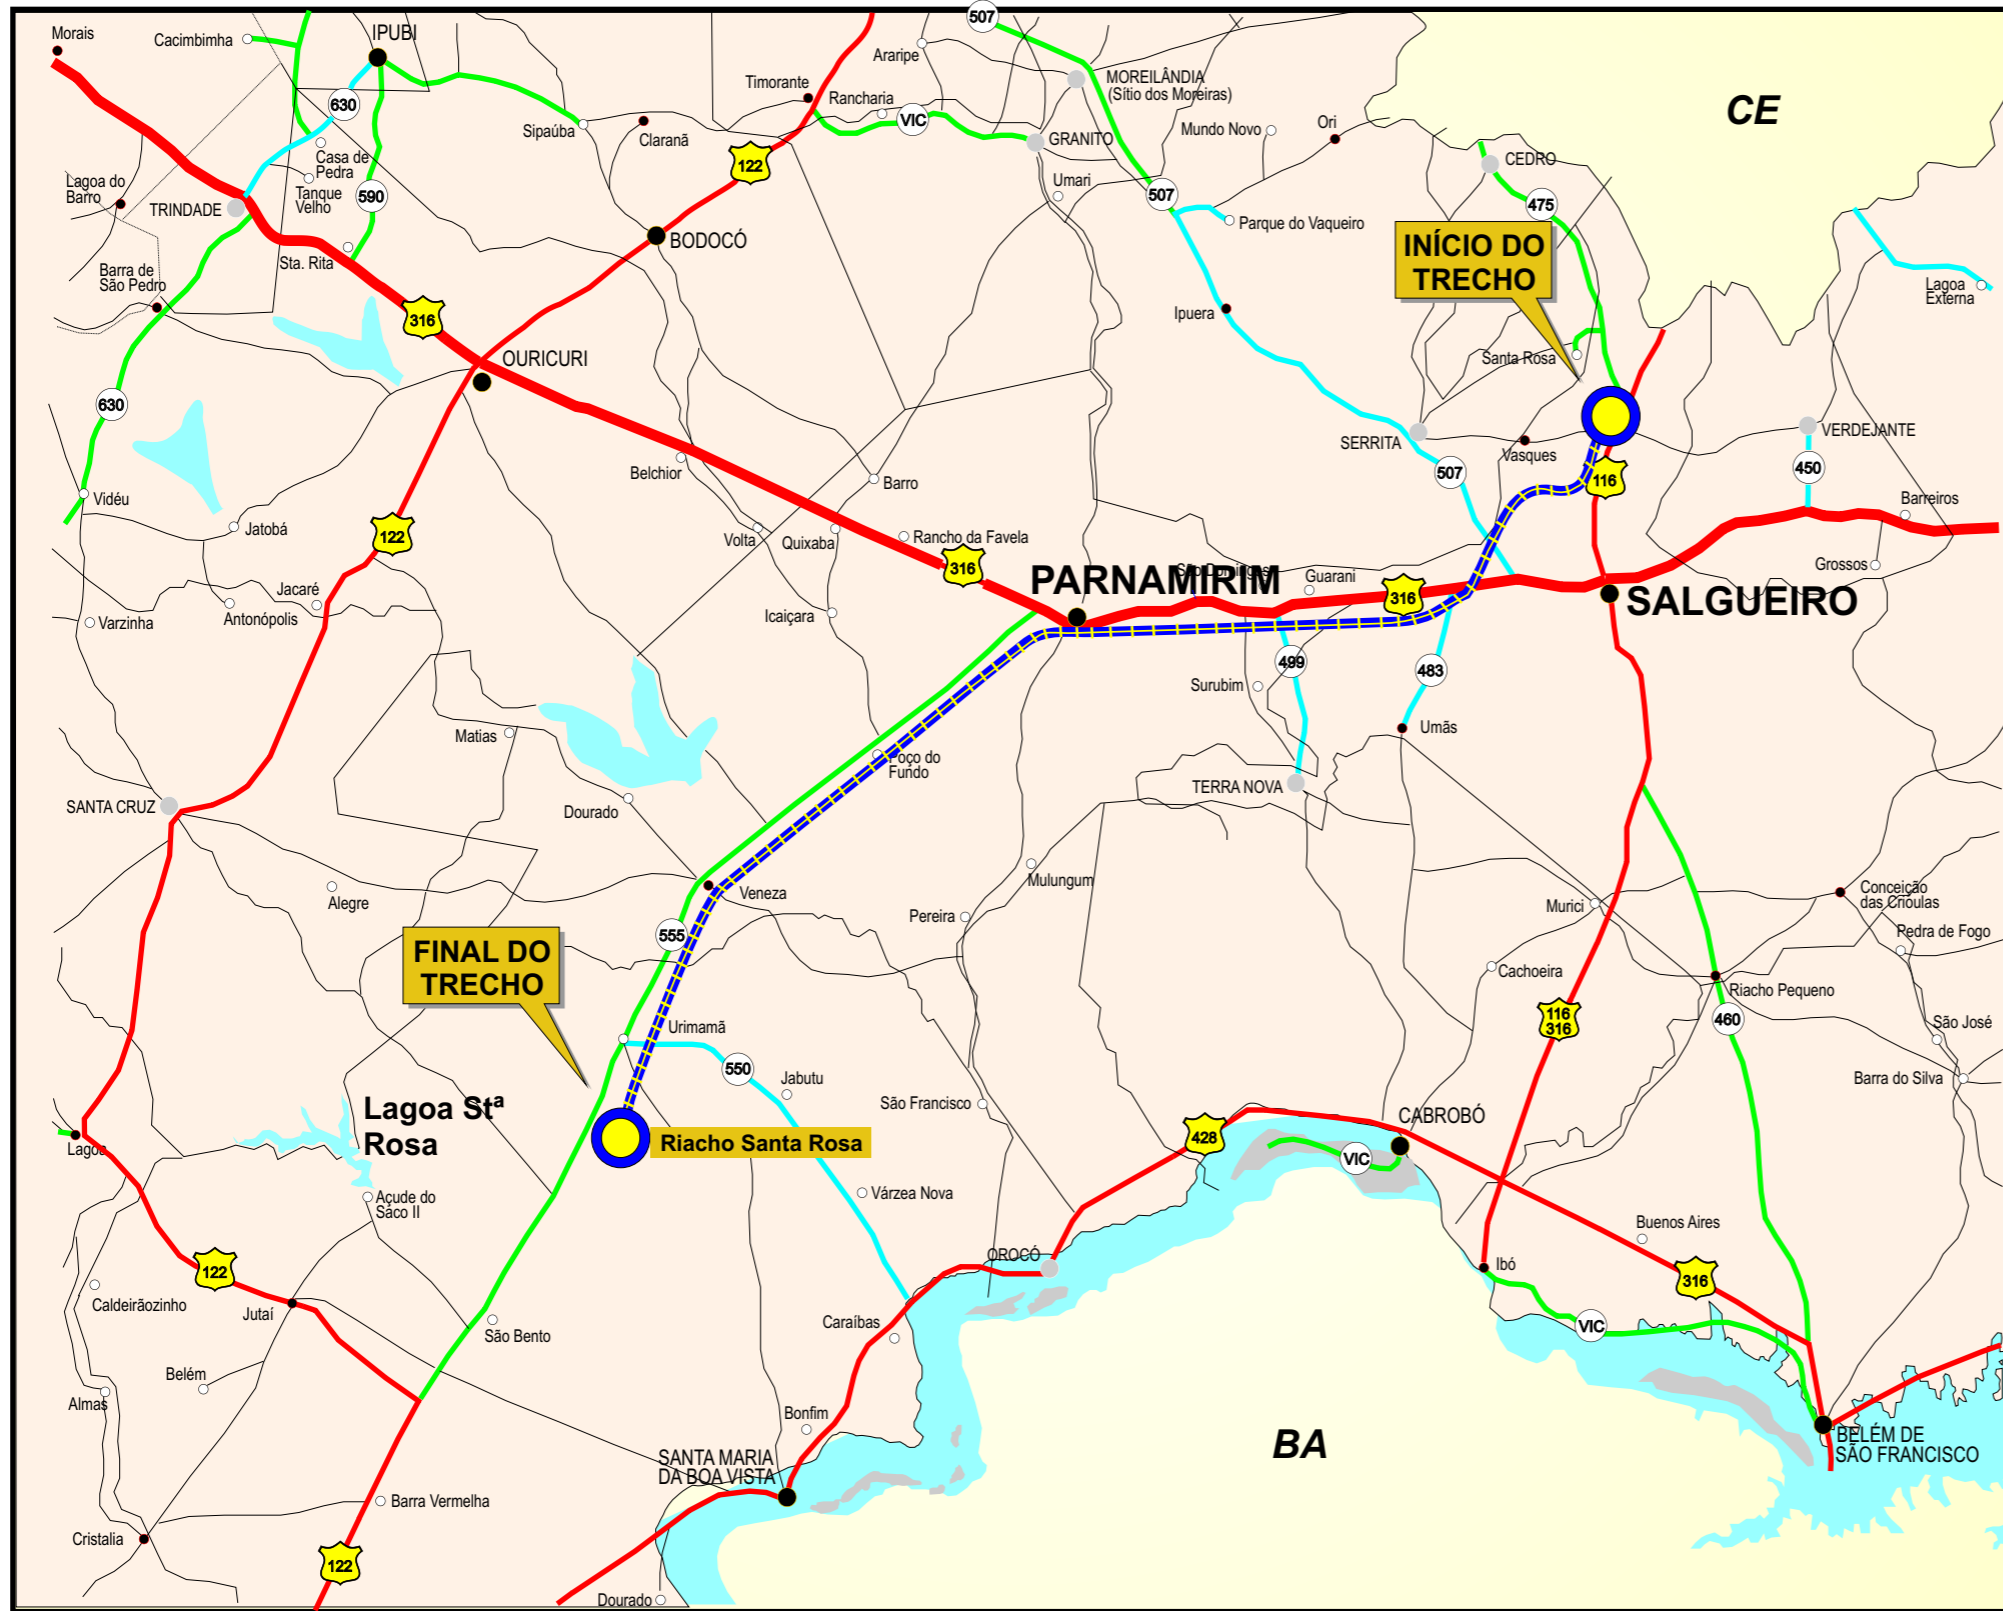 507
Morais
Cacimbimha
IPUBI
Araripe
MOREILÂNDIA
(Sítio dos Moreiras)
CE
630
Timorante
Rancharia
VIC
Sipaúba
Claranã
Mundo Novo
Ori
GRANITO
Casa de
Pedra
122
CEDRO
Lagoa do
Barro
Tanque
Velho
590
Umari
507
475
TRINDADE
Parque do Vaqueiro
BODOCÓ
INÍCIO DO
TRECHO
Sta. Rita
Barra de
São Pedro
Lagoa
Externa
316
Ipuera
OURICURI
Santa Rosa
630
SERRITA
Vasques
VERDEJANTE
Belchior
Barro
507
116
450
Vidéu
Barreiros
Jatobá
122
Volta
Quixaba
Rancho da Favela
316
PARNAMIRIM
São Domingos
Guarani
316
Grossos
SALGUEIRO
Jacaré
Antonópolis
Varzinha
Icaiçara
499
483
Surubim
Umãs
Matias
Poço do
Fundo
TERRA NOVA
SANTA CRUZ
Dourado
Alegre
Veneza
Mulungum
Conceição
das Crioulas
Murici
Pereira
555
Pedra de Fogo
FINAL DO
TRECHO
Cachoeira
Riacho Pequeno
116
316
460
São José
Urimamã
550
Jabutu
Barra do Silva
São Francisco
Lagoa Stª
Rosa
Lagoa
Riacho Santa Rosa
428
CABROBÓ
VIC
Açude do
Saco II
Várzea Nova
Buenos Aires
OROCÓ
Ibó
122
316
Caldeirãozinho
Jutaí
São Bento
Caraíbas
VIC
Belém
Almas
Bonfim
BA
BELÉM DE
SÃO FRANCISCO
SANTA MARIA
DA BOA VISTA
Barra Vermelha
Cristalia
122
Dourado